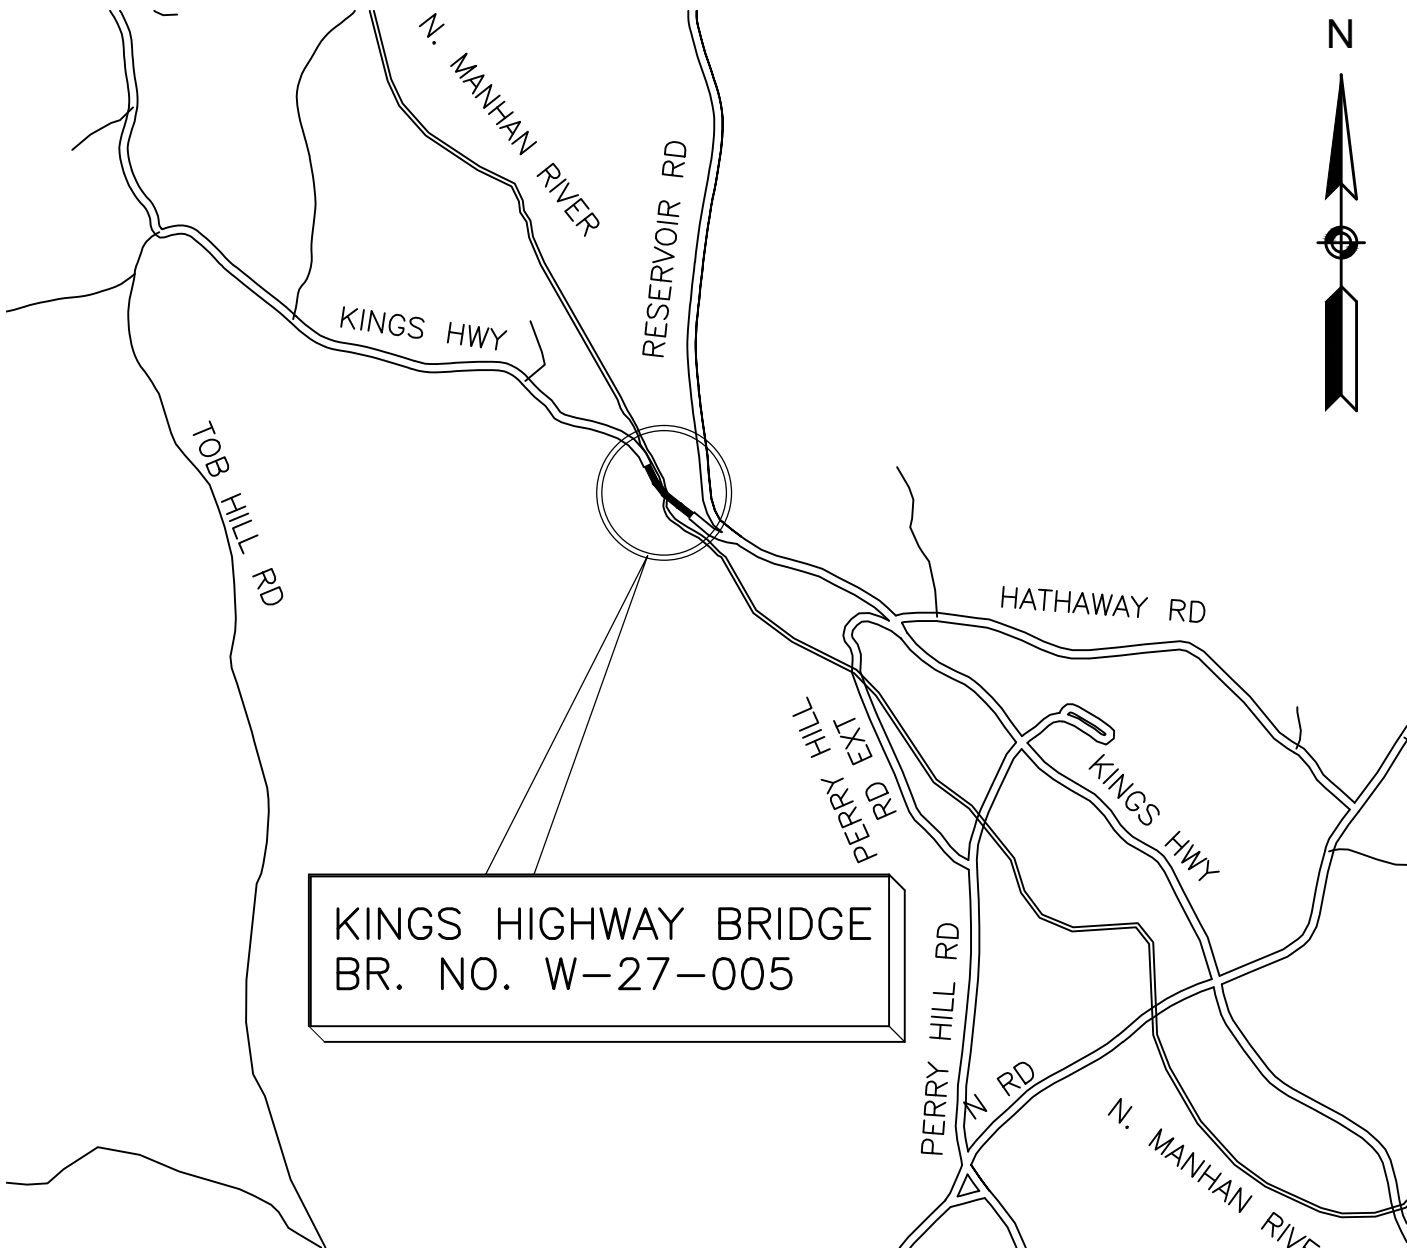 N
N. MANHAN RIVER
RESERVOIR RD
KINGS HWY
TOB HILL RD
HATHAWAY RD
PERRY HILL
RD EXT
KINGS HWY
KINGS HIGHWAY BRIDGE
BR. NO. W-27-005
PERRY HILL RD
N RD
N. MANHAN RIVE